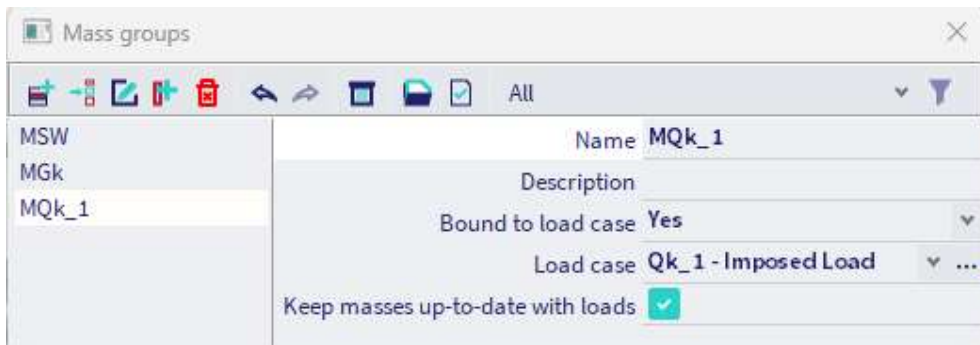 Mass groups
All
MSW
MGk
MQk_1
Name MQk_1
Description
Bound to load case Yes
Load case Qk_1 - Imposed Load ...
Keep masses up-to-date with loads